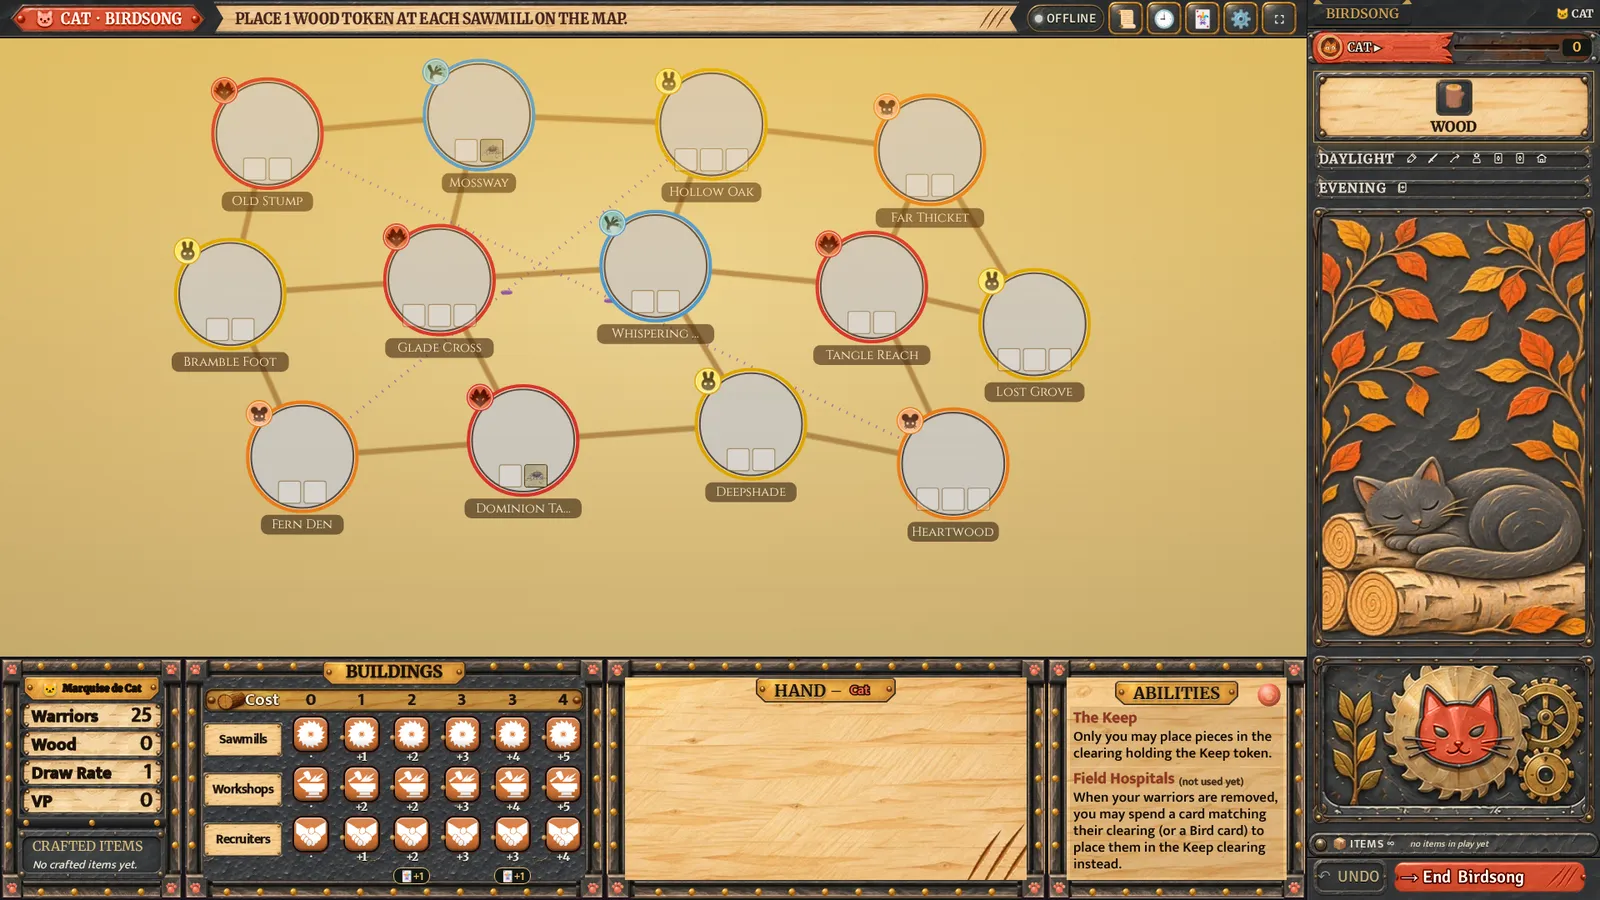 CAT · BIRDSONG
PLACE 1 WOOD TOKEN AT EACH SAWMILL ON THE MAP.
OFFLINE
BIRDSONG
CAT
CAT▸
0
WOOD
DAYLIGHT
EVENING
OLD STUMP
MOSSWAY
HOLLOW OAK
FAR THICKET
BRAMBLE FOOT
GLADE CROSS
WHISPERING ...
TANGLE REACH
LOST GROVE
FERN DEN
DOMINION TA...
DEEPSHADE
HEARTWOOD
Marquise de Cat
Warriors 25
Wood 0
Draw Rate 1
VP 0
CRAFTED ITEMS
No crafted items yet.
BUILDINGS
Cost 0 1 2 3 3 4
Sawmills
· +1 +2 +3 +4 +5
Workshops
· +2 +2 +3 +4 +5
Recruiters
· +1 +2 +3 +3 +4
+1 +1
HAND – Cat
ABILITIES
The Keep
Only you may place pieces in the
clearing holding the Keep token.
Field Hospitals (not used yet)
When your warriors are removed,
you may spend a card matching
their clearing (or a Bird card) to
place them in the Keep clearing
instead.
ITEMS ∞ no items in play yet
UNDO
→ End Birdsong